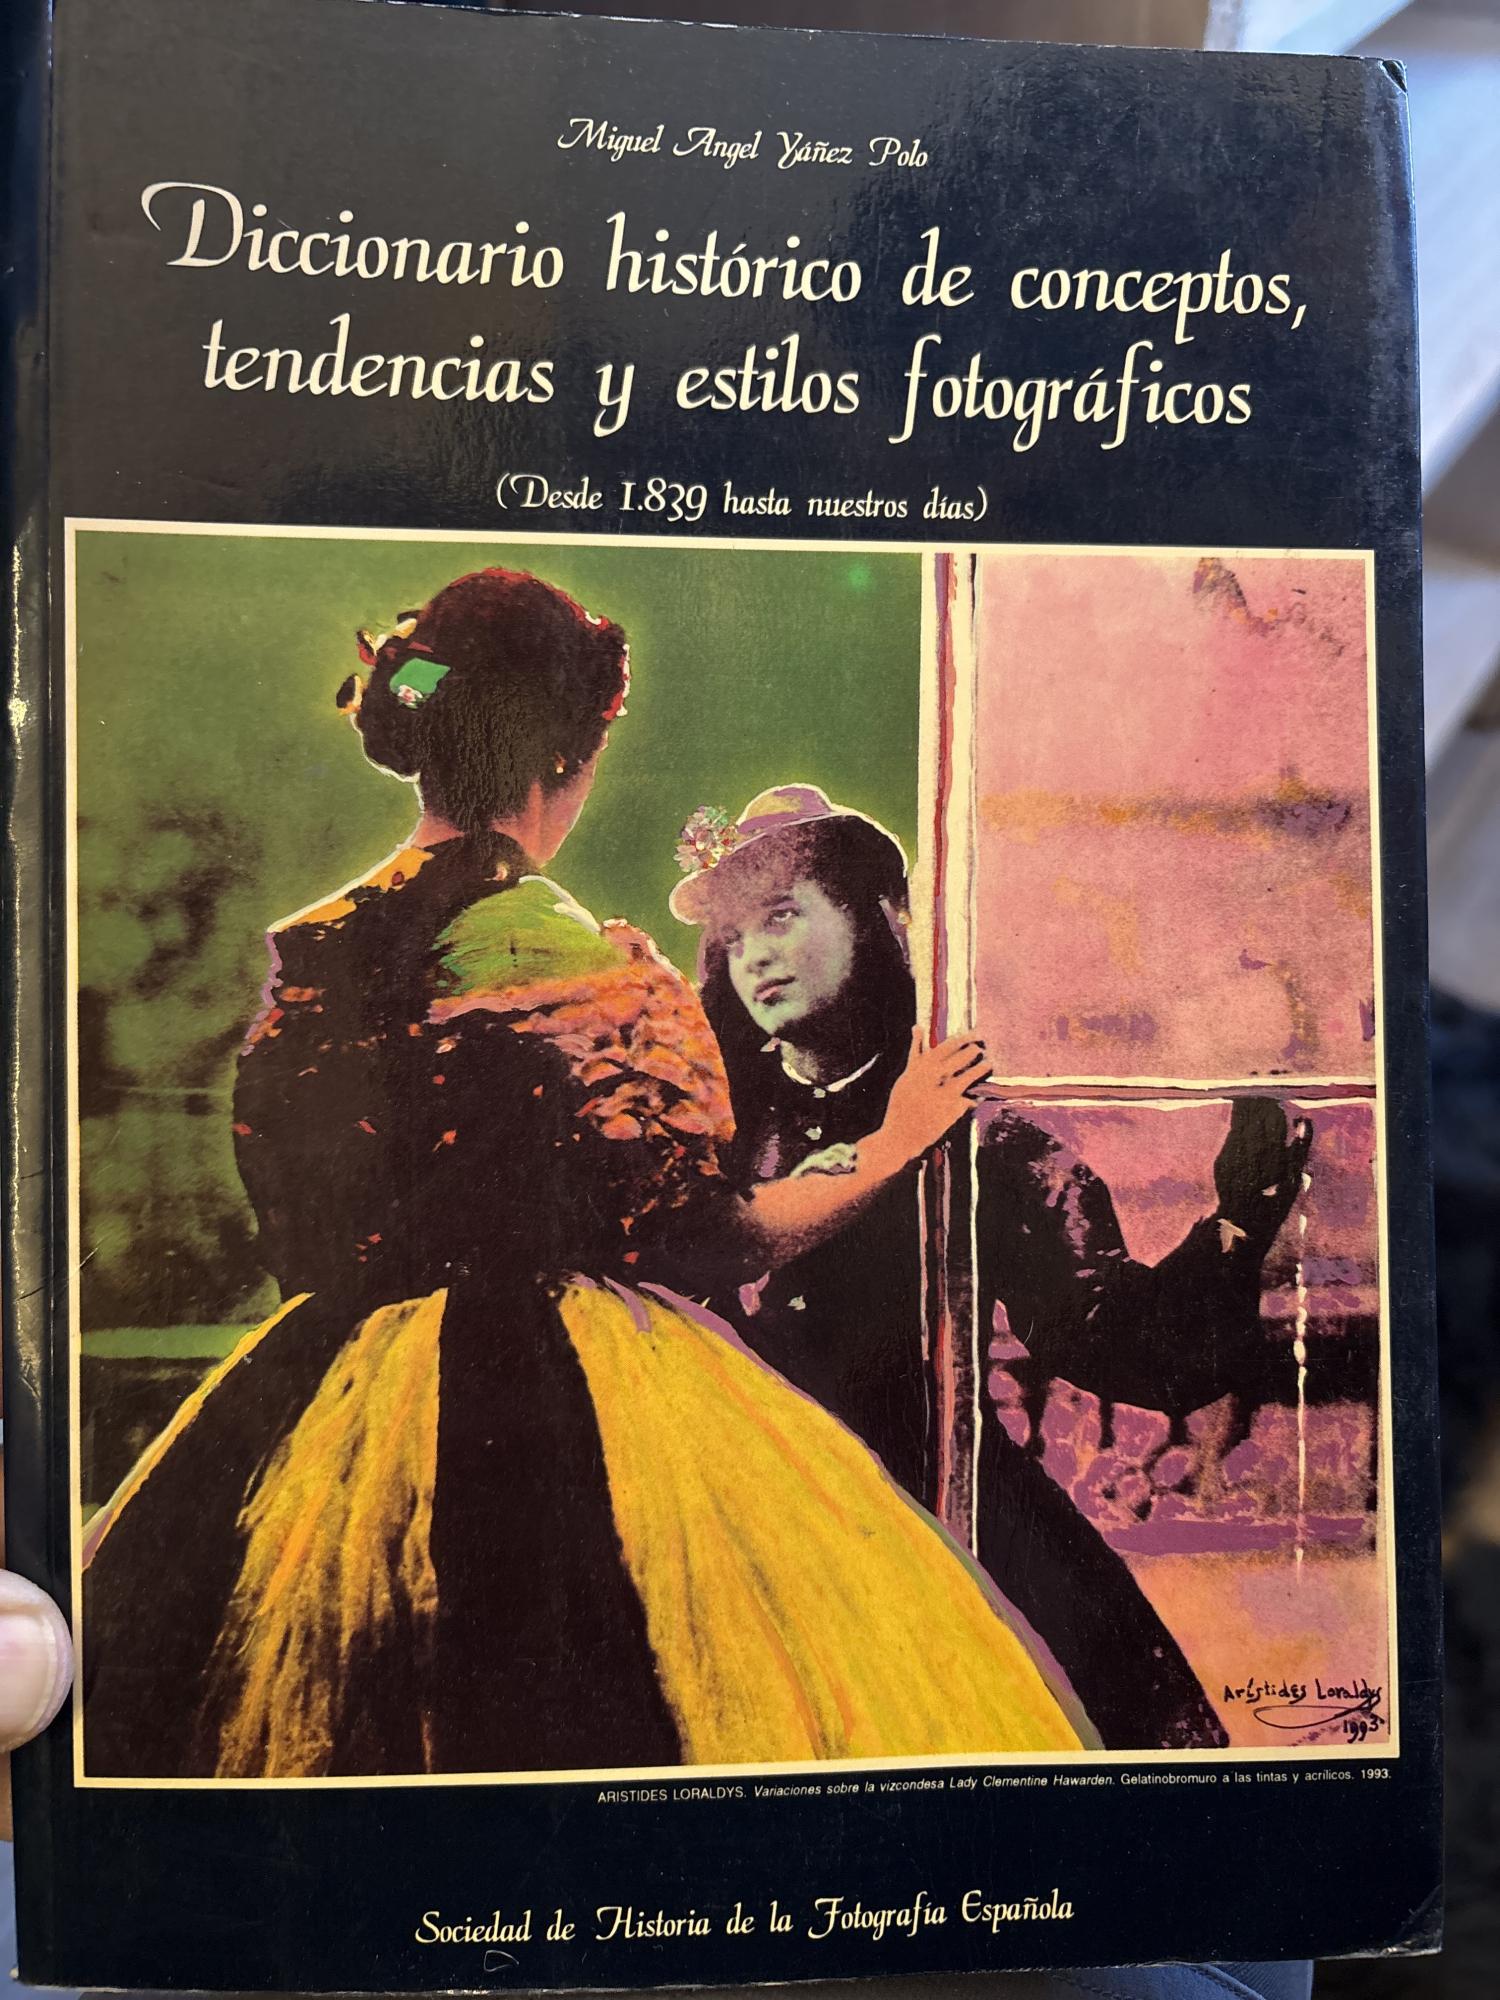 Miguel Angel Yáñez Polo
Diccionario histórico de conceptos,
tendencias y estilos fotográficos
(Desde 1.839 hasta nuestros días)
Arístides Loraldys
1993
ARISTIDES LORALDYS. Variaciones sobre la vizcondesa Lady Clementine Hawarden. Gelatinobromuro a las tintas y acrílicos. 1993.
Sociedad de Historia de la Fotografía Española